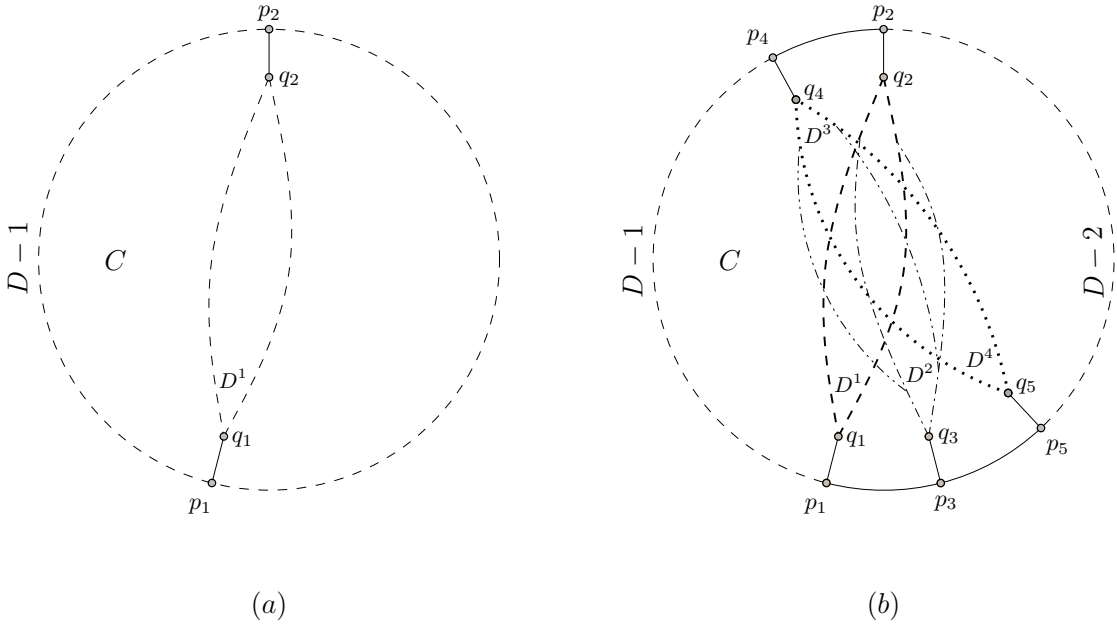 p₂
q₂
D − 1
C
D¹
q₁
p₁
(a)
p₂
p₄
q₂
q₄
D³
D − 1
C
D − 2
D¹
D²
D⁴
q₅
q₁
q₃
p₅
p₁
p₃
(b)